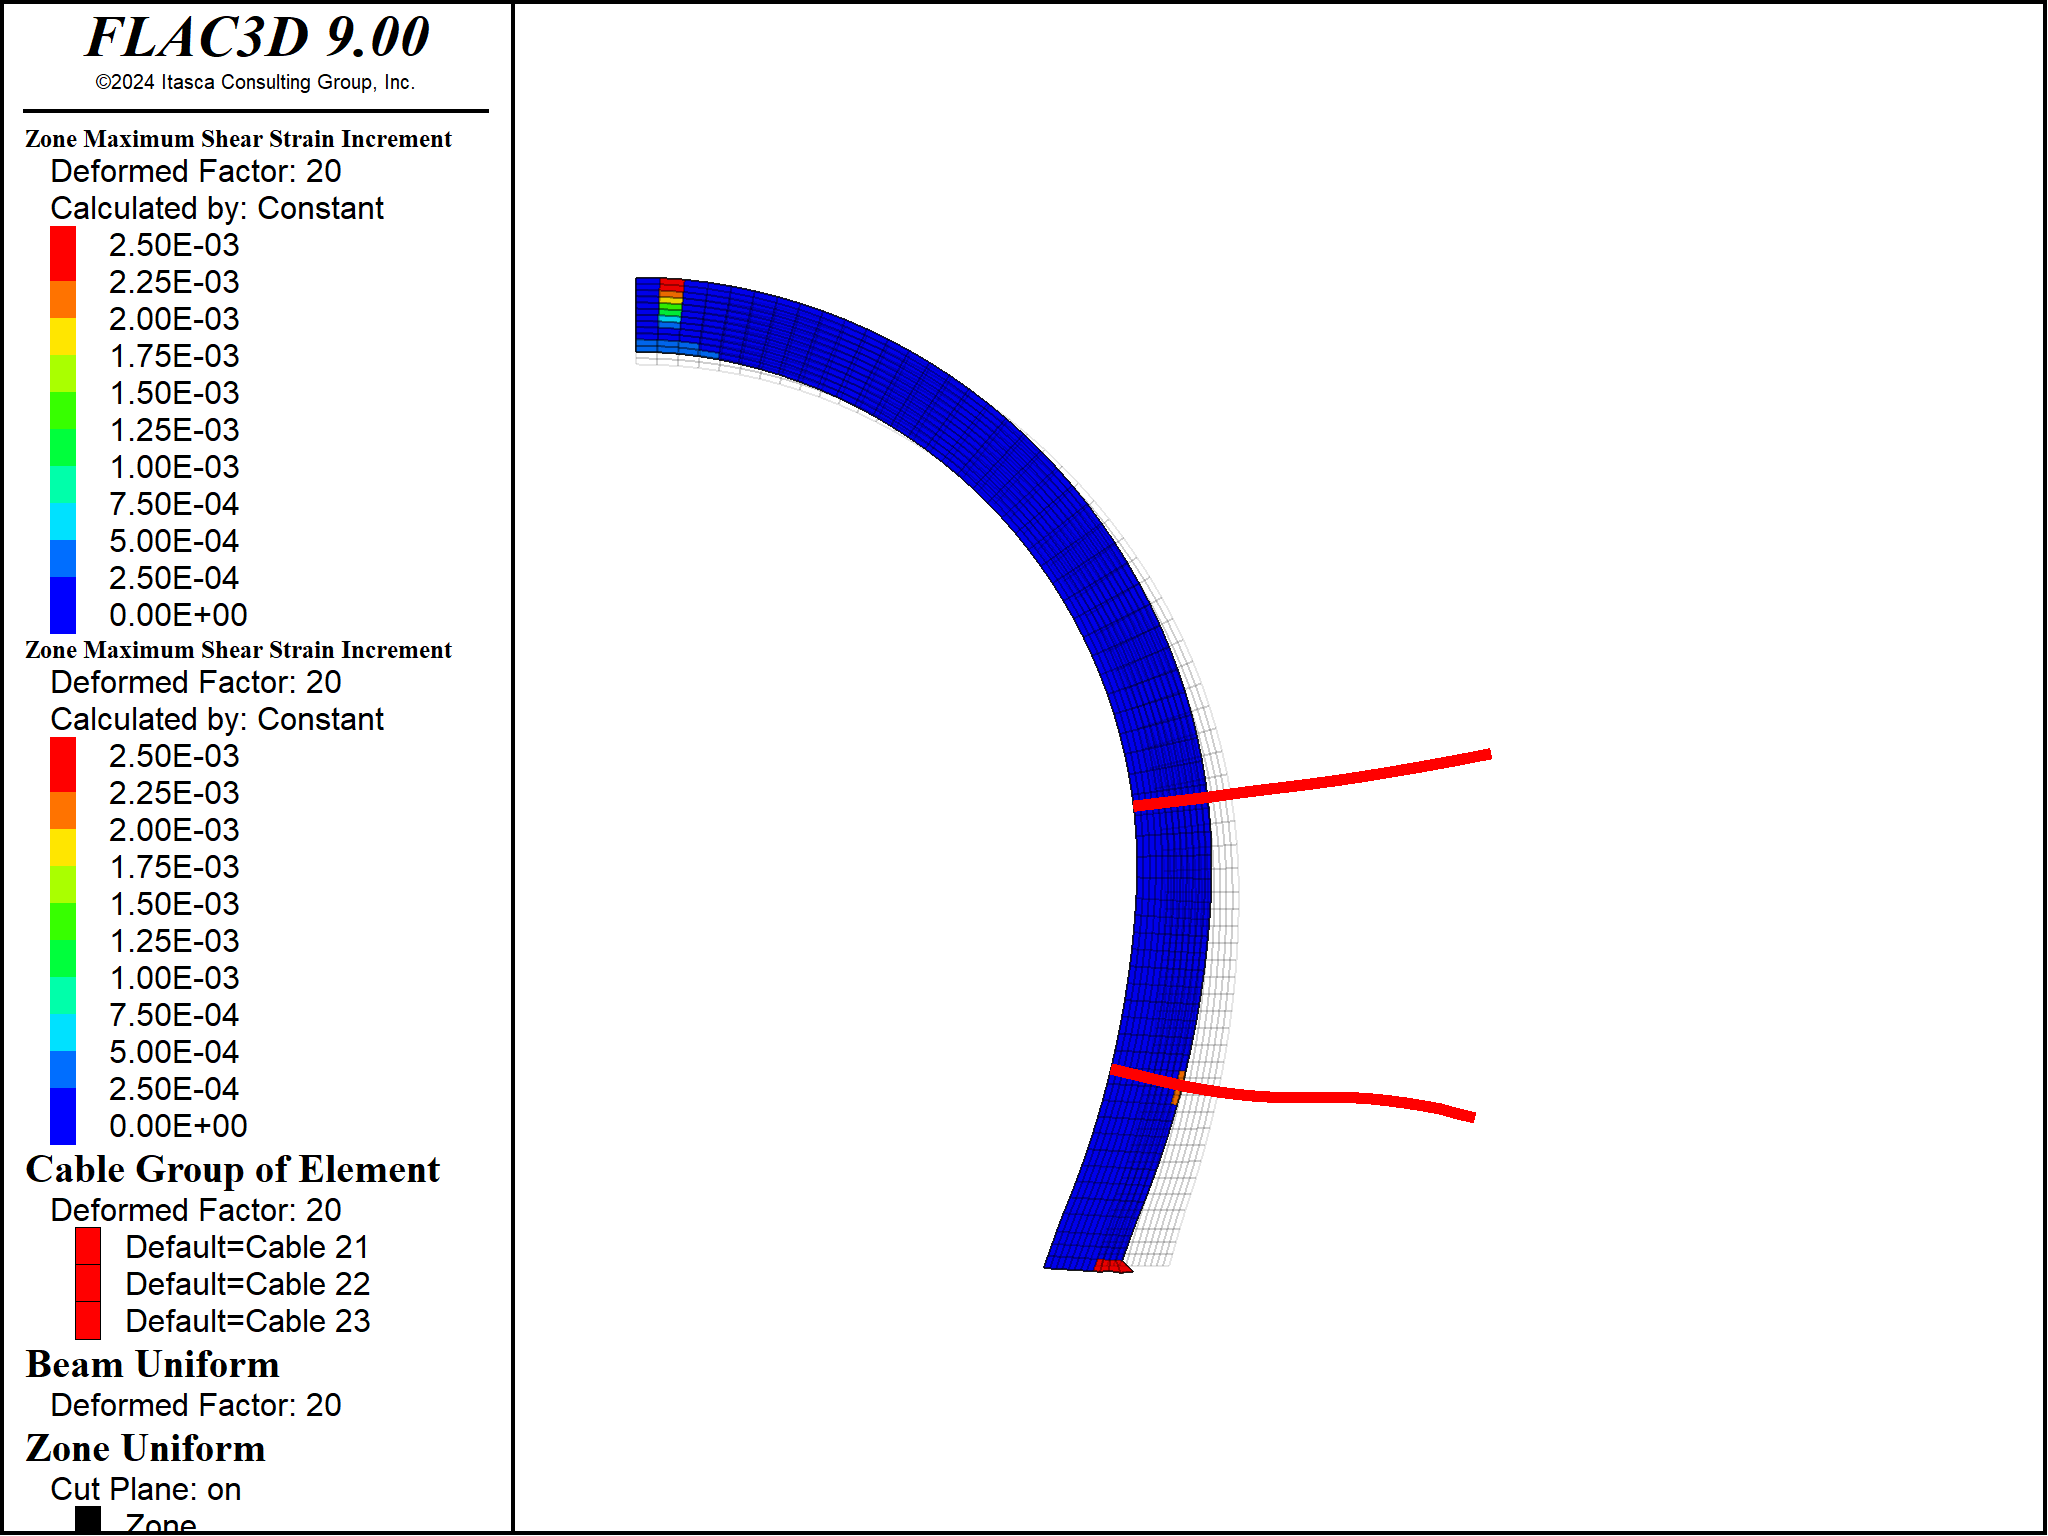 FLAC3D 9.00
©2024 Itasca Consulting Group, Inc.
Zone Maximum Shear Strain Increment
Deformed Factor: 20
Calculated by: Constant
2.50E-03
2.25E-03
2.00E-03
1.75E-03
1.50E-03
1.25E-03
1.00E-03
7.50E-04
5.00E-04
2.50E-04
0.00E+00
Zone Maximum Shear Strain Increment
Deformed Factor: 20
Calculated by: Constant
2.50E-03
2.25E-03
2.00E-03
1.75E-03
1.50E-03
1.25E-03
1.00E-03
7.50E-04
5.00E-04
2.50E-04
0.00E+00
Cable Group of Element
Deformed Factor: 20
Default=Cable 21
Default=Cable 22
Default=Cable 23
Beam Uniform
Deformed Factor: 20
Zone Uniform
Cut Plane: on
Zone